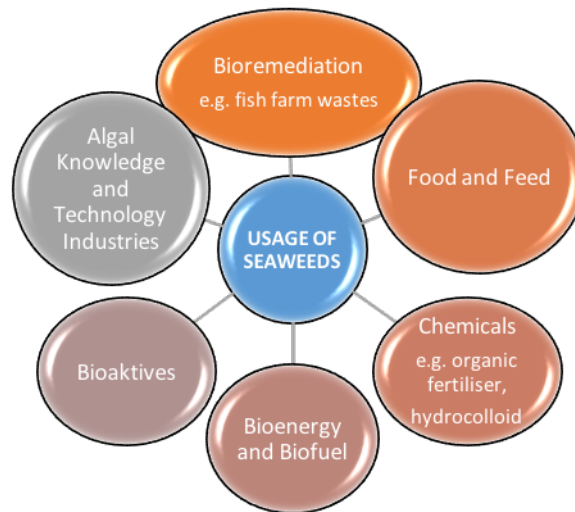 Bioremediation
e.g. fish farm wastes
Food and Feed
Chemicals
e.g. organic
fertiliser,
hydrocolloid
Bioenergy
and Biofuel
Bioaktives
Algal
Knowledge
and
Technology
Industries
USAGE OF
SEAWEEDS